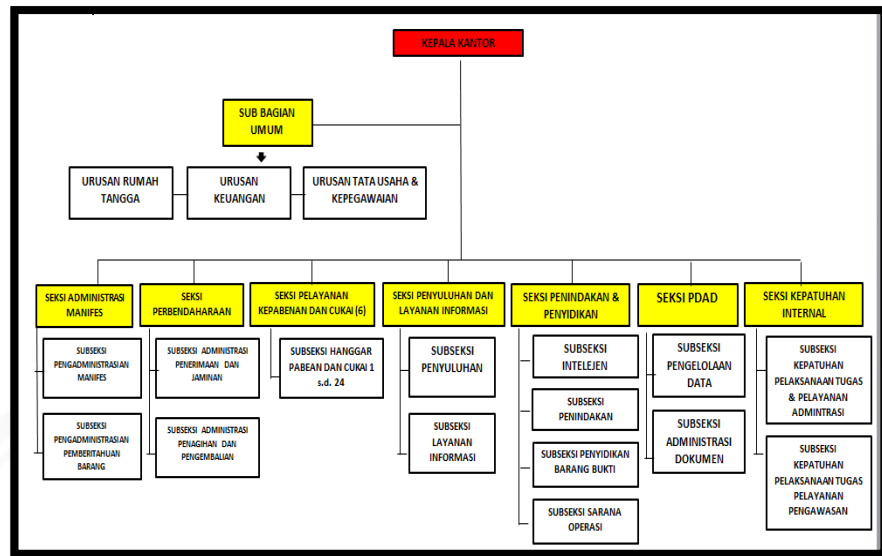 KEPALA KANTOR
SUB BAGIAN
UMUM
URUSAN RUMAH
TANGGA
URUSAN
KEUANGAN
URUSAN TATA USAHA &
KEPEGAWAIAN
SEKSI ADMINISTRASI
MANIFES
SEKSI
PERBENDAHARAAN
SEKSI PELAYANAN
KEPABENAN DAN CUKAI (6)
SEKSI PENYULUHAN DAN
LAYANAN INFORMASI
SEKSI PENINDAKAN &
PENYIDIKAN
SEKSI PDAD
SEKSI KEPATUHAN
INTERNAL
SUBSEKSI
PENGADMINISTRASIAN
MANIFES
SUBSEKSI
PENGADMINISTRASIAN
PEMBERITAHUAN
BARANG
SUBSEKSI ADMINISTRASI
PENERIMAAN DAN
JAMINAN
SUBSEKSI ADMINISTRASI
PENAGIHAN DAN
PENGEMBALIAN
SUBSEKSI HANGGAR
PABEAN DAN CUKAI 1
s.d. 24
SUBSEKSI
PENYULUHAN
SUBSEKSI
LAYANAN
INFORMASI
SUBSEKSI
INTELEJEN
SUBSEKSI
PENINDAKAN
SUBSEKSI PENYIDIKAN
BARANG BUKTI
SUBSEKSI SARANA
OPERASI
SUBSEKSI
PENGELOLAAN
DATA
SUBSEKSI
ADMINISTRASI
DOKUMEN
SUBSEKSI
KEPATUHAN
PELAKSANAAN TUGAS
& PELAYANAN
ADMINTRASI
SUBSEKSI
KEPATUHAN
PELAKSANAAN TUGAS
PELAYANAN
PENGAWASAN